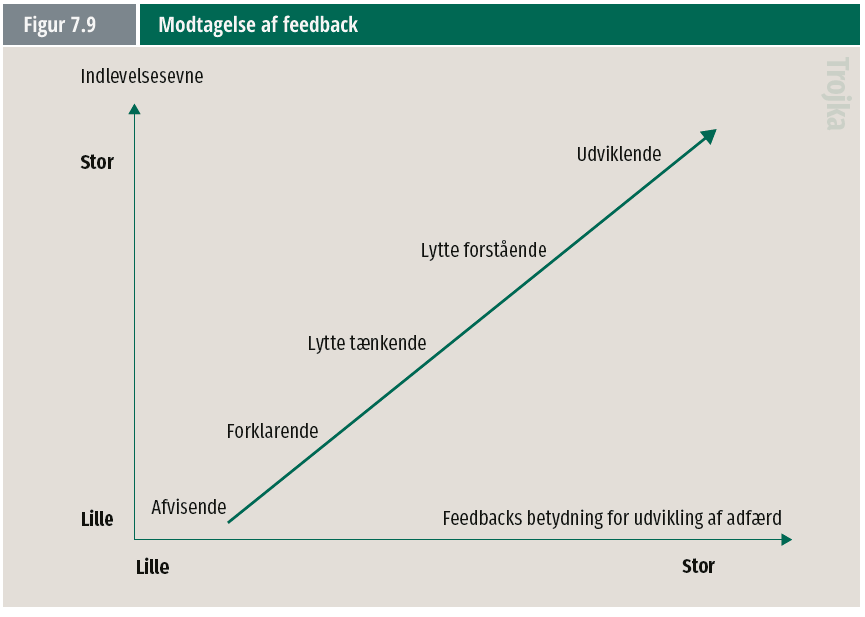 Figur 7.9
Modtagelse af feedback
Trojka
Indlevelsesevne
Stor
Udviklende
Lytte forstående
Lytte tænkende
Forklarende
Afvisende
Lille
Feedbacks betydning for udvikling af adfærd
Lille
Stor